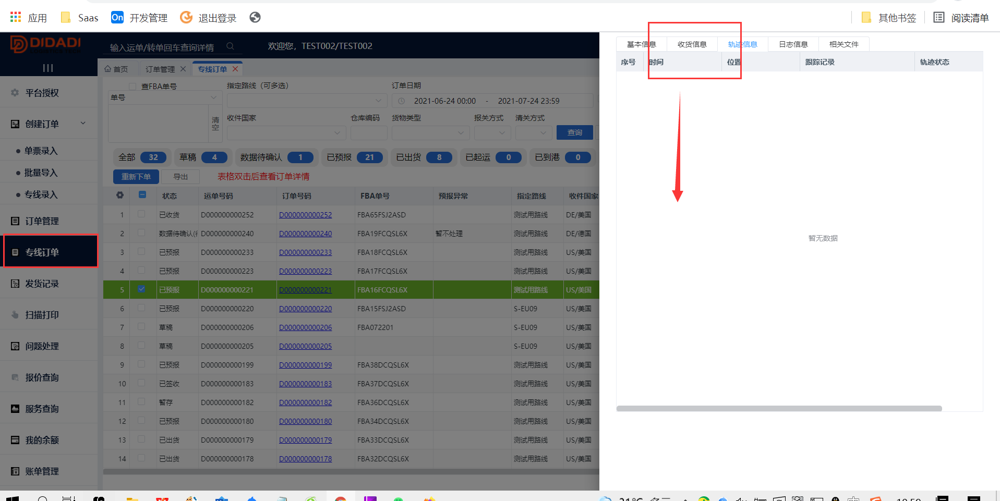 应用
Saas
On
开发管理
退出登录
其他书签
阅读清单
DIDADI
LOGISTICS TECH
输入运单/转单回车查询详情
欢迎您，TEST002/TEST002
首页
订单管理
专线订单
平台授权
创建订单
单票录入
批量导入
专线录入
订单管理
专线订单
发货记录
扫描打印
问题处理
报价查询
服务查询
我的余额
账单管理
查FBA单号
单号
清空
指定路线（可多选）
订单日期
2021-06-24 00:00 - 2021-07-24 23:59
收件国家
仓库编码
货物类型
报关方式
清关方式
查询
全部 32
草稿 4
数据待确认 1
已预报 21
已出货 8
已起运 0
已到港 0
重新下单
导出
表格双击后查看订单详情
状态 运单号码 订单号码 FBA单号 预报异常 指定路线 收件国家
1 已收货 D000000000252 D000000000252 FBA65FSJ2ASD 测试用路线 DE/美国
2 数据待确认( D000000000240 D000000000240 FBA19FCQSL6X 暂不处理 测试用路线 DE/德国
3 已预报 D000000000233 D000000000233 FBA18FCQSL6X 测试用路线 US/美国
4 已预报 D000000000223 D000000000223 FBA17FCQSL6X 测试用路线 US/美国
5 已预报 D000000000221 D000000000221 FBA16FCQSL6X 测试用路线 US/美国
6 已预报 D000000000220 D000000000220 FBA15FSJ2ASD S-EU09 US/美国
7 草稿 D000000000206 D000000000206 FBA072201 S-EU09 US/美国
8 草稿 D000000000205 D000000000205 S-EU09 US/美国
9 已预报 D000000000199 D000000000199 FBA38DCQSL6X 测试用路线 US/美国
10 已签收 D000000000183 D000000000183 FBA37DCQSL6X 测试用路线 US/美国
11 暂存 D000000000182 D000000000182 FBA36DCQSL6X 测试用路线 US/美国
12 已预报 D000000000180 D000000000180 FBA34DCQSL6X 测试用路线 US/美国
13 已出货 D000000000179 D000000000179 FBA33DCQSL6X 测试用路线 US/美国
14 已出货 D000000000178 D000000000178 FBA32DCQSL6X 测试用路线 US/美国
基本信息
收货信息
轨迹信息
日志信息
相关文件
序号 时间 位置 跟踪记录 轨迹状态
暂无数据